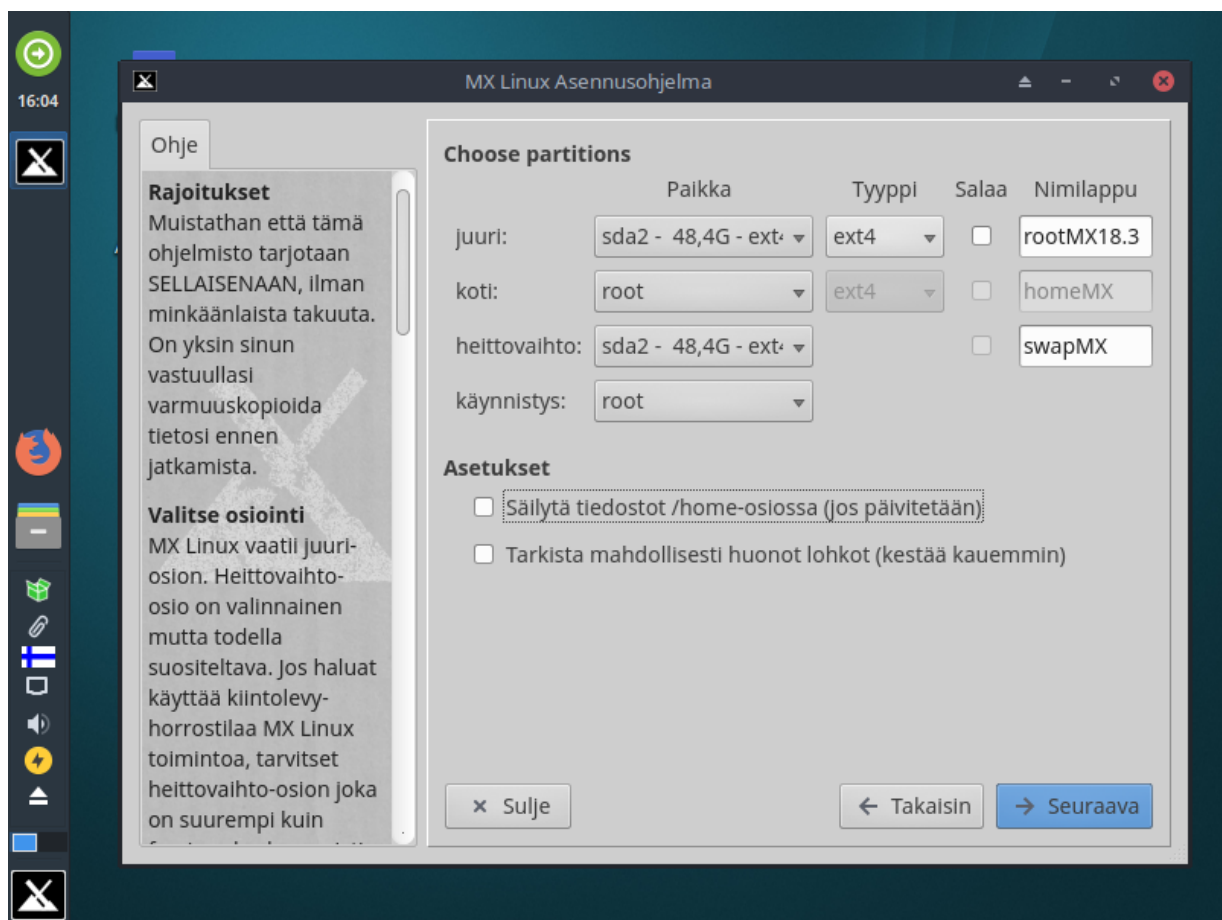 16:04
MX Linux Asennusohjelma
Ohje
Rajoitukset
Muistathan että tämä
ohjelmisto tarjotaan
SELLAISENAAN, ilman
minkäänlaista takuuta.
On yksin sinun
vastuullasi
varmuuskopioida
tietosi ennen
jatkamista.
Valitse osiointi
MX Linux vaatii juuri-
osion. Heittovaihto-
osio on valinnainen
mutta todella
suositeltava. Jos haluat
käyttää kiintolevy-
horrostilaa MX Linux
toimintoa, tarvitset
heittovaihto-osion joka
on suurempi kuin
Choose partitions
Paikka Tyyppi Salaa Nimilappu
juuri: sda2 - 48,4G - ext4 ext4 rootMX18.3
koti: root ext4 homeMX
heittovaihto: sda2 - 48,4G - ext4 swapMX
käynnistys: root
Asetukset
Säilytä tiedostot /home-osiossa (jos päivitetään)
Tarkista mahdollisesti huonot lohkot (kestää kauemmin)
Sulje Takaisin Seuraava